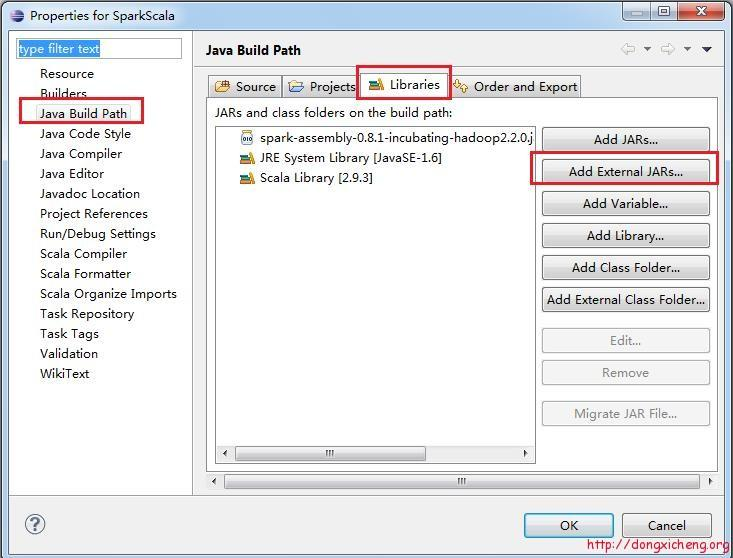 Properties for SparkScala
type filter text
Resource
Builders
Java Build Path
Java Code Style
Java Compiler
Java Editor
Javadoc Location
Project References
Run/Debug Settings
Scala Compiler
Scala Formatter
Scala Organize Imports
Task Repository
Task Tags
Validation
WikiText
Java Build Path
Source Projects Libraries Order and Export
JARs and class folders on the build path:
spark-assembly-0.8.1-incubating-hadoop2.2.0.j
JRE System Library [JavaSE-1.6]
Scala Library [2.9.3]
Add JARs...
Add External JARs...
Add Variable...
Add Library...
Add Class Folder...
Add External Class Folder...
Edit...
Remove
Migrate JAR File...
OK Cancel
http://dongxicheng.org